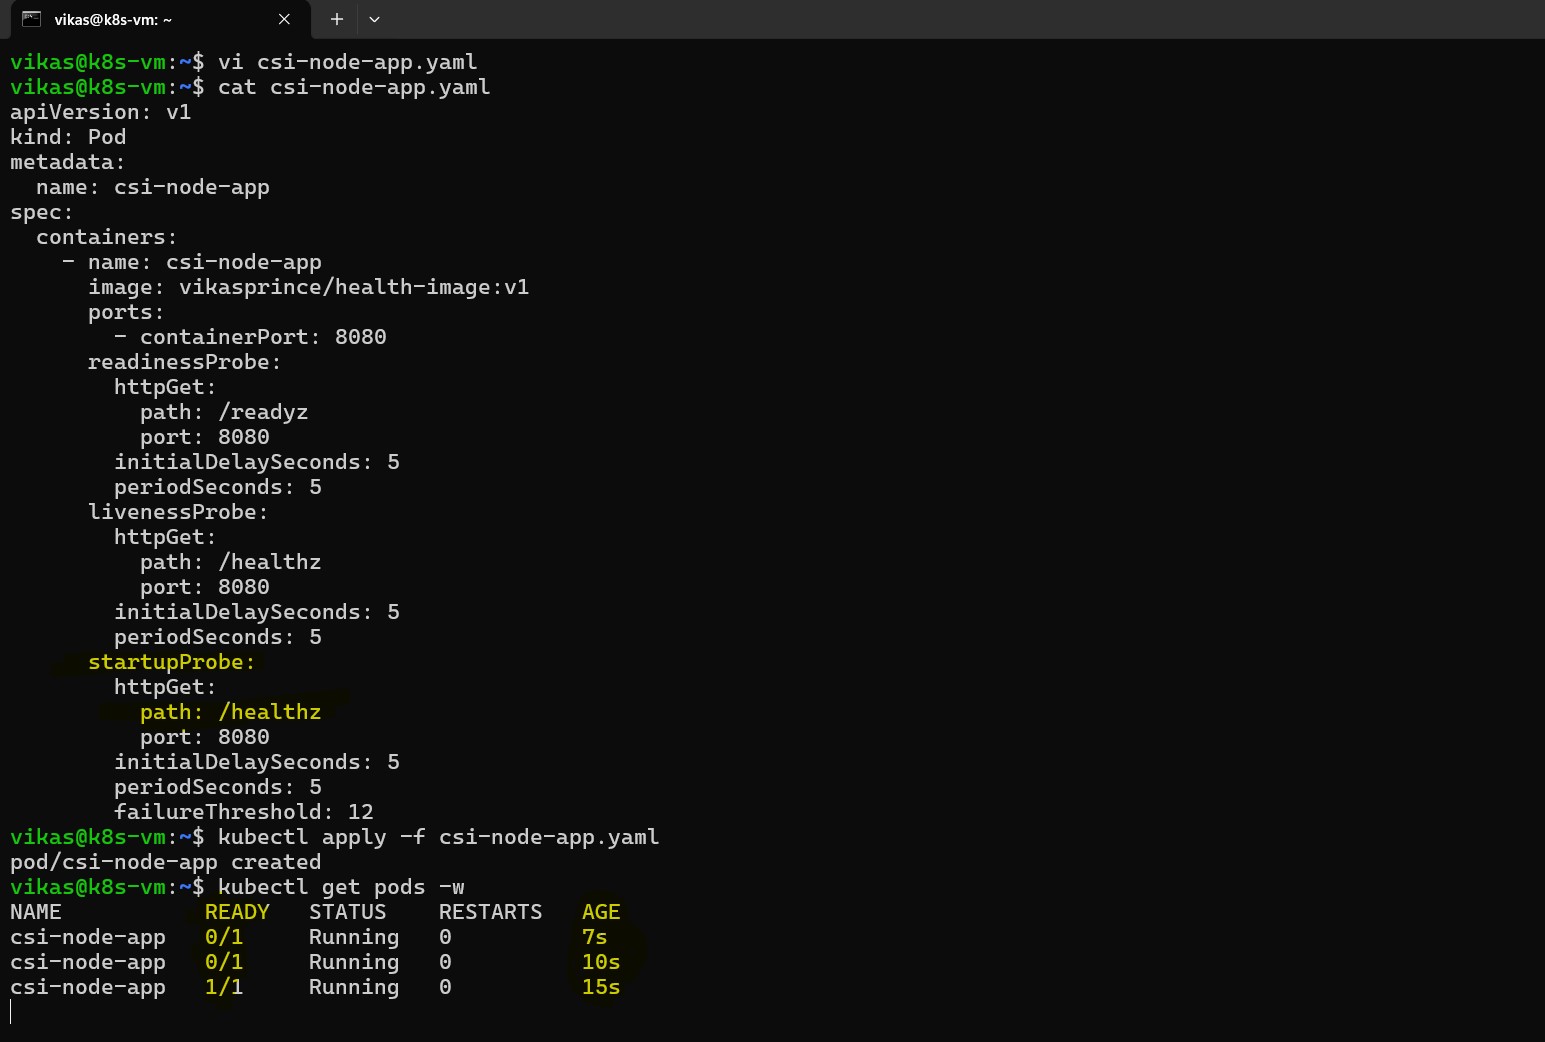 vikas@k8s-vm: ~
vikas@k8s-vm:~$ vi csi-node-app.yaml
vikas@k8s-vm:~$ cat csi-node-app.yaml
apiVersion: v1
kind: Pod
metadata:
  name: csi-node-app
spec:
  containers:
    - name: csi-node-app
      image: vikasprince/health-image:v1
      ports:
        - containerPort: 8080
      readinessProbe:
        httpGet:
          path: /readyz
          port: 8080
        initialDelaySeconds: 5
        periodSeconds: 5
      livenessProbe:
        httpGet:
          path: /healthz
          port: 8080
        initialDelaySeconds: 5
        periodSeconds: 5
      startupProbe:
        httpGet:
          path: /healthz
          port: 8080
        initialDelaySeconds: 5
        periodSeconds: 5
        failureThreshold: 12
vikas@k8s-vm:~$ kubectl apply -f csi-node-app.yaml
pod/csi-node-app created
vikas@k8s-vm:~$ kubectl get pods -w
NAME           READY   STATUS    RESTARTS   AGE
csi-node-app   0/1     Running   0          7s
csi-node-app   0/1     Running   0          10s
csi-node-app   1/1     Running   0          15s